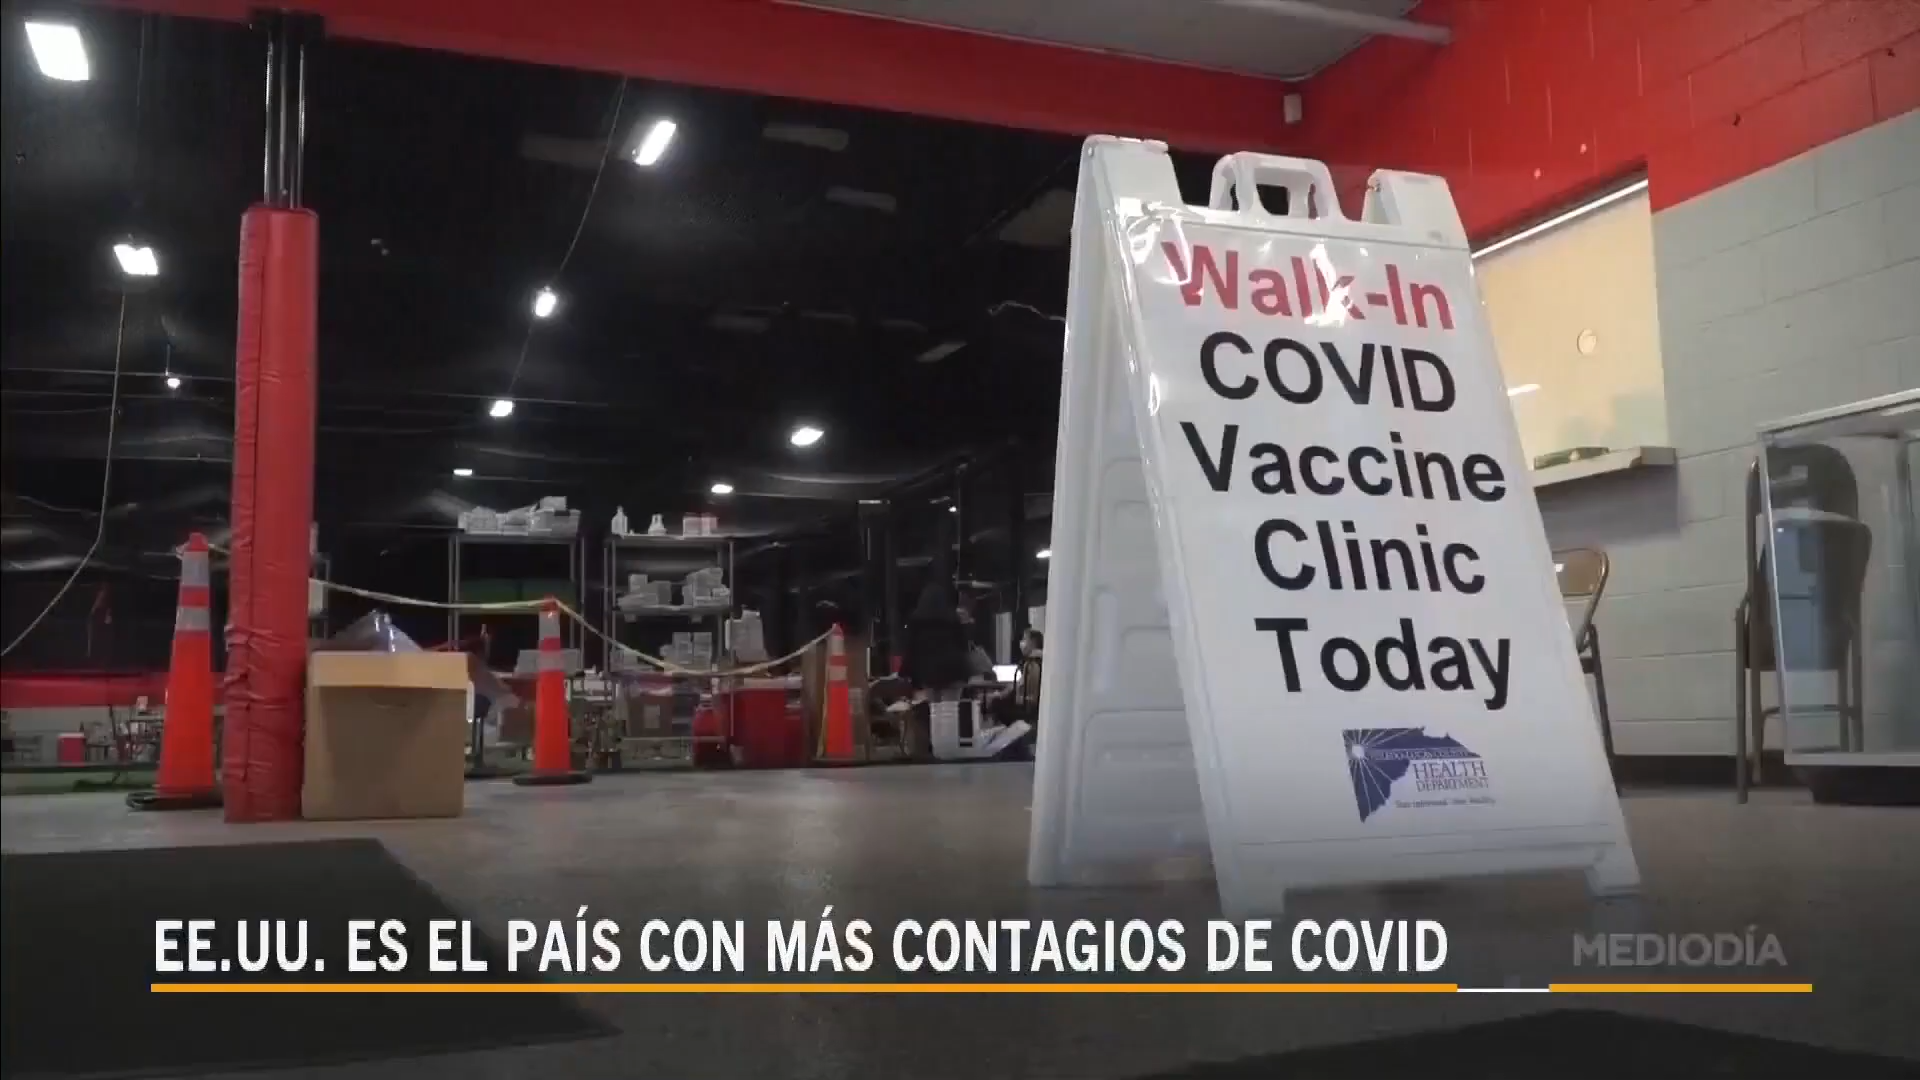 Walk-In
COVID
Vaccine
Clinic
Today
HEALTH
DEPARTMENT
EE.UU. ES EL PAÍS CON MÁS CONTAGIOS DE COVID
MEDIODÍA